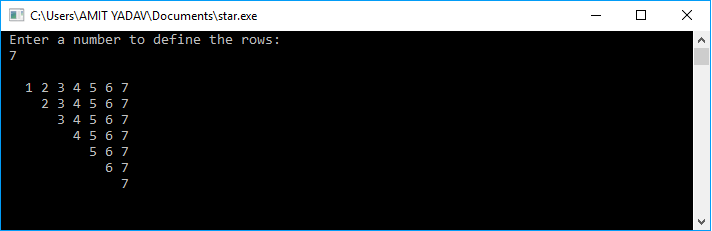 C:\Users\AMIT YADAV\Documents\star.exe
Enter a number to define the rows:
7
1 2 3 4 5 6 7
2 3 4 5 6 7
3 4 5 6 7
4 5 6 7
5 6 7
6 7
7